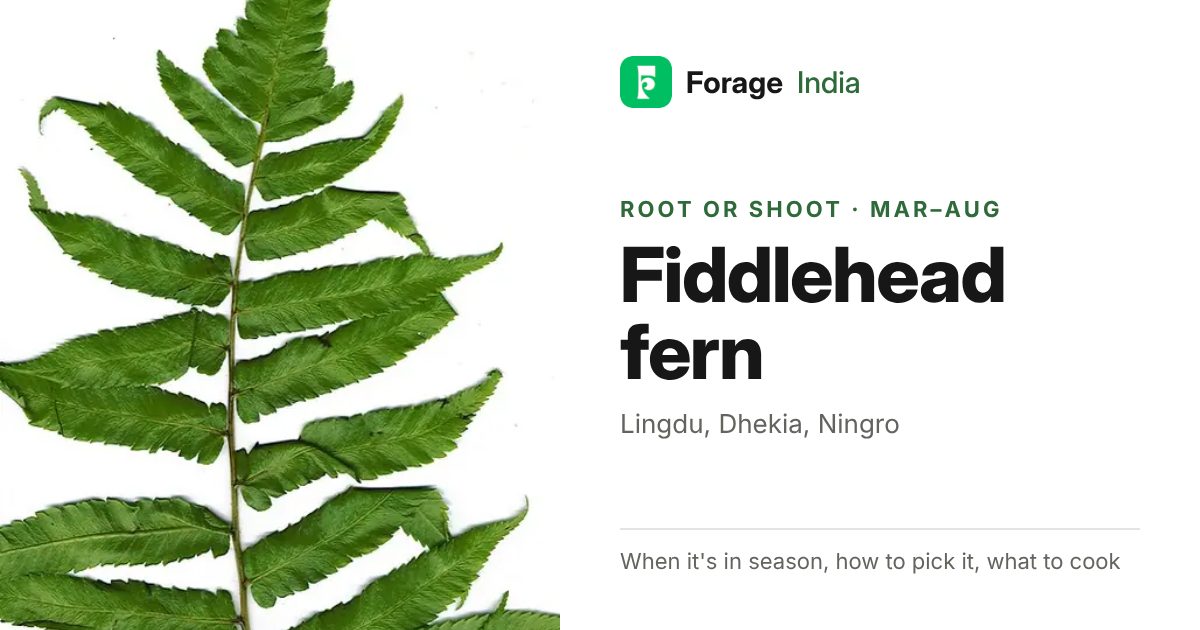 Forage India
ROOT OR SHOOT · MAR–AUG
Fiddlehead
fern
Lingdu, Dhekia, Ningro
When it's in season, how to pick it, what to cook